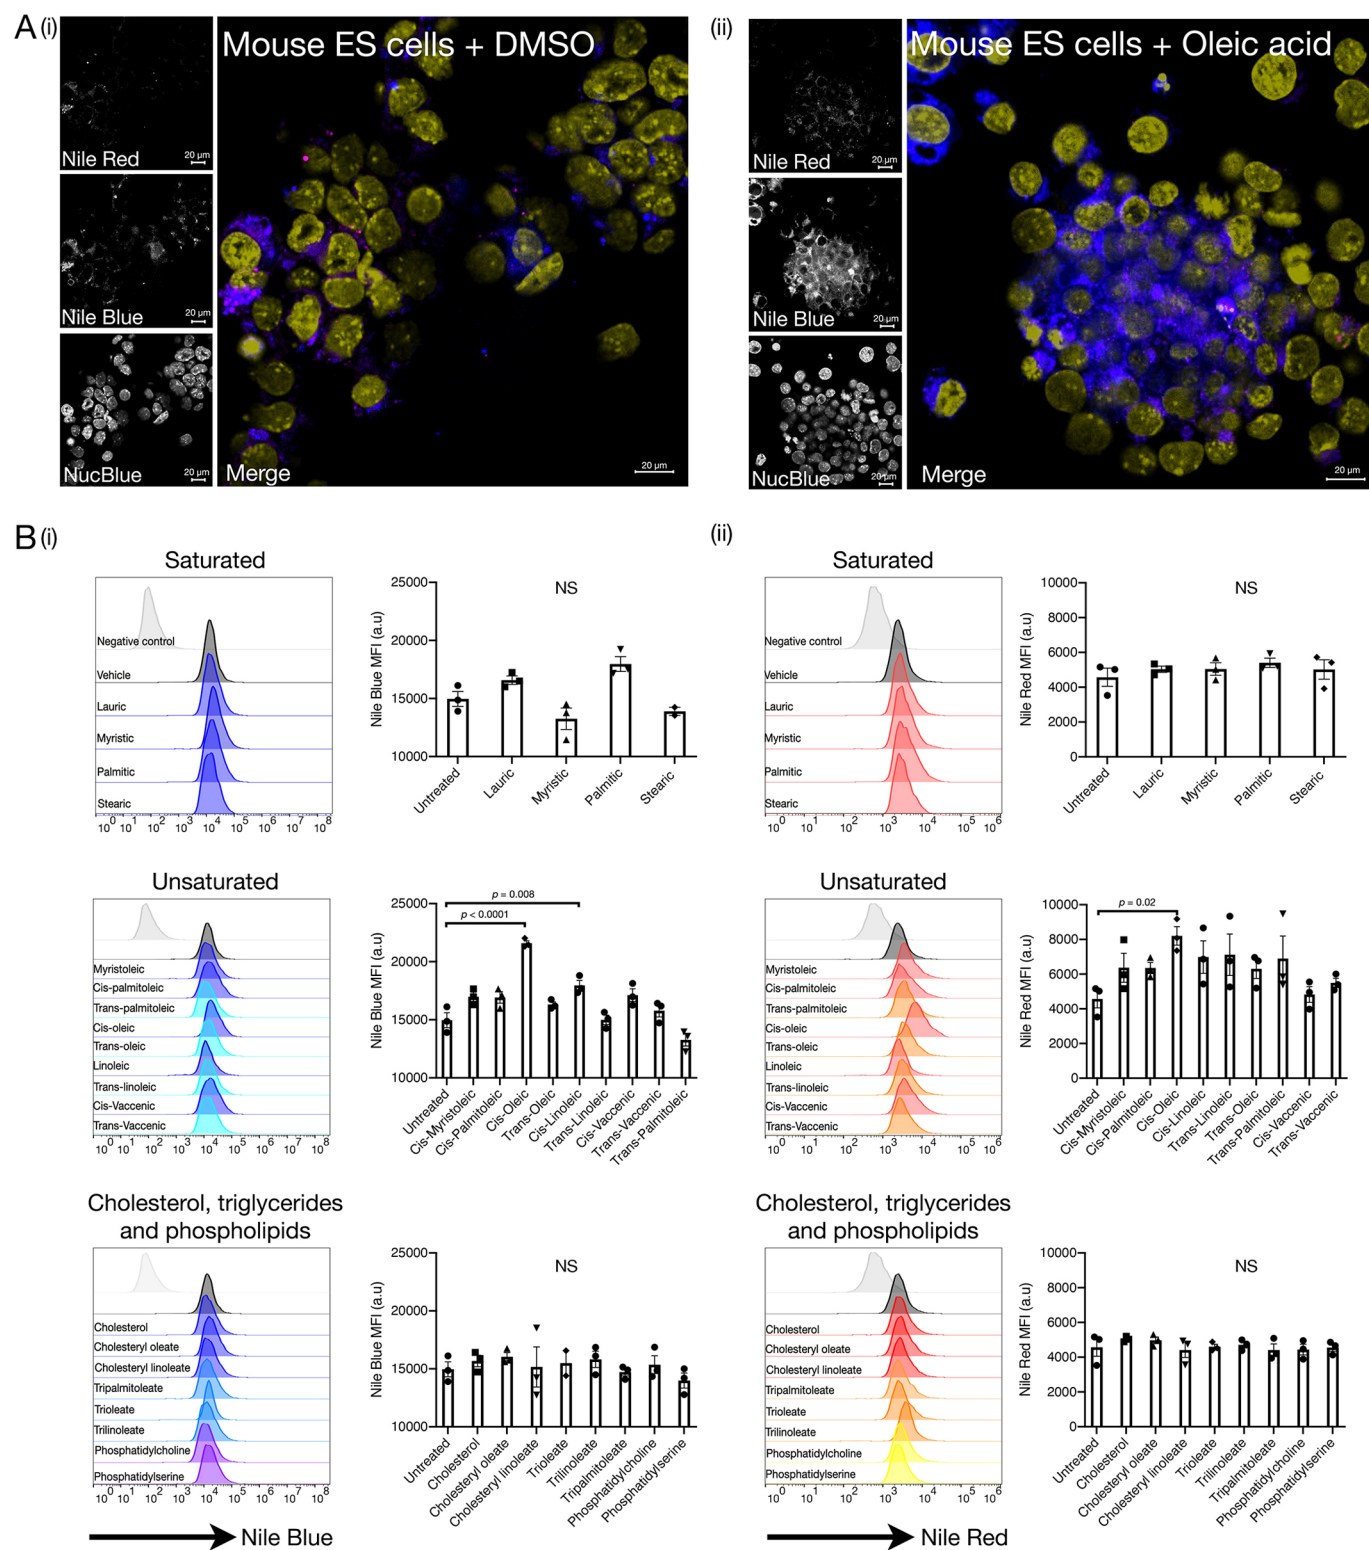 A (i)
Mouse ES cells + DMSO
Nile Red
20 µm
Nile Blue
20 µm
NucBlue
20 µm
Merge
20 µm
(ii)
Mouse ES cells + Oleic acid
Nile Red
20 µm
Nile Blue
20 µm
NucBlue
20 µm
Merge
20 µm
B (i)
Saturated
Negative control
Vehicle
Lauric
Myristic
Palmitic
Stearic
10^0 10^1 10^2 10^3 10^4 10^5 10^6 10^7 10^8
NS
Nile Blue MFI (a.u)
25000
20000
15000
10000
Untreated
Lauric
Myristic
Palmitic
Stearic
(ii)
Saturated
Negative control
Vehicle
Lauric
Myristic
Palmitic
Stearic
10^0 10^1 10^2 10^3 10^4 10^5 10^6
NS
Nile Red MFI (a.u)
10000
8000
6000
4000
2000
0
Untreated
Lauric
Myristic
Palmitic
Stearic
Unsaturated
Myristoleic
Cis-palmitoleic
Trans-palmitoleic
Cis-oleic
Trans-oleic
Linoleic
Trans-linoleic
Cis-Vaccenic
Trans-Vaccenic
10^0 10^1 10^2 10^3 10^4 10^5 10^6 10^7 10^8
p = 0.008
p < 0.0001
Nile Blue MFI (a.u)
25000
20000
15000
10000
Untreated
Cis-Myristoleic
Cis-Palmitoleic
Cis-Oleic
Trans-Oleic
Cis-Linoleic
Trans-Linoleic
Cis-Vaccenic
Trans-Vaccenic
Trans-Palmitoleic
Unsaturated
Myristoleic
Cis-palmitoleic
Trans-palmitoleic
Cis-oleic
Trans-oleic
Linoleic
Trans-linoleic
Cis-Vaccenic
Trans-Vaccenic
10^0 10^1 10^2 10^3 10^4 10^5 10^6
p = 0.02
Nile Red MFI (a.u)
10000
8000
6000
4000
2000
0
Untreated
Cis-Myristoleic
Cis-Palmitoleic
Cis-Oleic
Cis-Linoleic
Trans-Linoleic
Trans-Oleic
Trans-Palmitoleic
Cis-Vaccenic
Trans-Vaccenic
Cholesterol, triglycerides
and phospholipids
Cholesterol
Cholesteryl oleate
Cholesteryl linoleate
Tripalmitoleate
Trioleate
Trilinoleate
Phosphatidylcholine
Phosphatidylserine
10^0 10^1 10^2 10^3 10^4 10^5 10^6 10^7 10^8
Nile Blue
NS
Nile Blue MFI (a.u)
25000
20000
15000
10000
Untreated
Cholesterol
Cholesteryl oleate
Cholesteryl linoleate
Trioleate
Trilinoleate
Tripalmitoleate
Phosphatidylcholine
Phosphatidylserine
Cholesterol, triglycerides
and phospholipids
Cholesterol
Cholesteryl oleate
Cholesteryl linoleate
Tripalmitoleate
Trioleate
Trilinoleate
Phosphatidylcholine
Phosphatidylserine
10^0 10^1 10^2 10^3 10^4 10^5 10^6
Nile Red
NS
Nile Red MFI (a.u)
10000
8000
6000
4000
2000
0
Untreated
Cholesterol
Cholesteryl oleate
Cholesteryl linoleate
Trioleate
Trilinoleate
Tripalmitoleate
Phosphatidylcholine
Phosphatidylserine